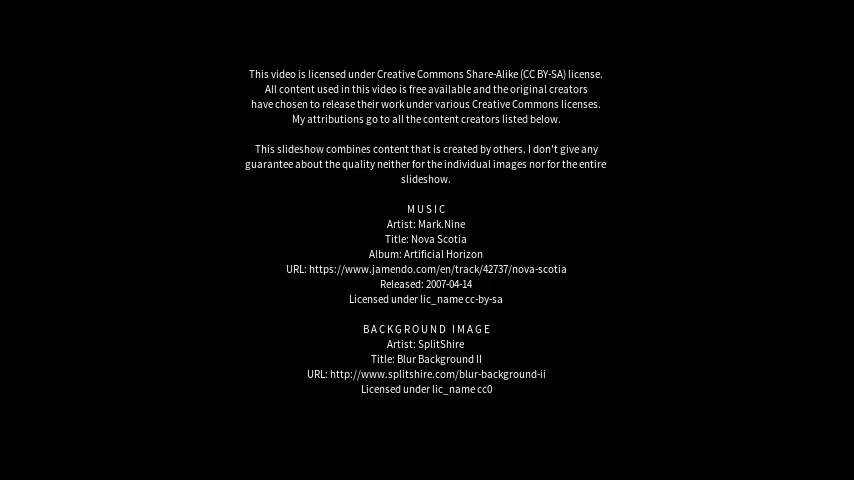 This video is licensed under Creative Commons Share-Alike (CC BY-SA) license.
All content used in this video is free available and the original creators
have chosen to release their work under various Creative Commons licenses.
My attributions go to all the content creators listed below.
This slideshow combines content that is created by others. I don't give any
guarantee about the quality neither for the individual images nor for the entire
slideshow.
MUSIC
Artist: Mark.Nine
Title: Nova Scotia
Album: Artificial Horizon
URL: https://www.jamendo.com/en/track/42737/nova-scotia
Released: 2007-04-14
Licensed under lic_name cc-by-sa
BACKGROUND IMAGE
Artist: SplitShire
Title: Blur Background II
URL: http://www.splitshire.com/blur-background-ii
Licensed under lic_name cc0